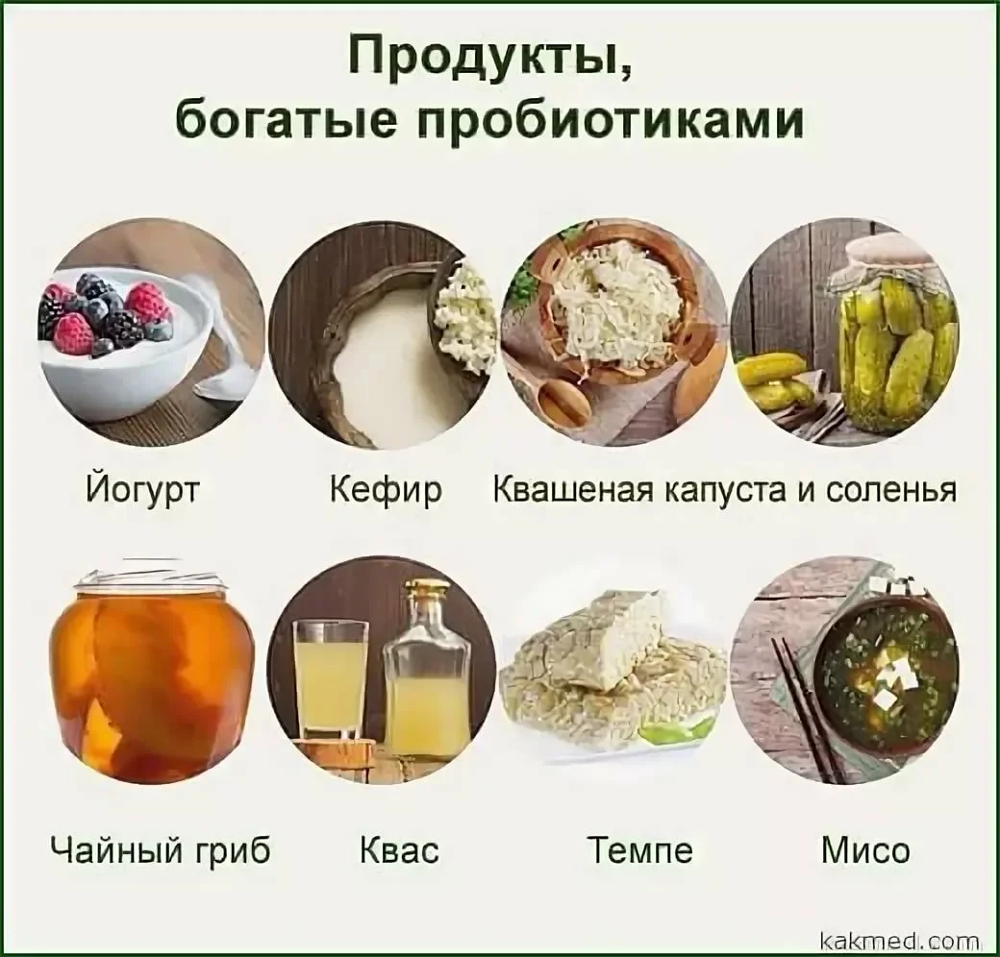 Продукты,
богатые пробиотиками
Йогурт
Кефир
Квашеная капуста и соленья
Чайный гриб
Квас
Темпе
Мисо
kakmed.com